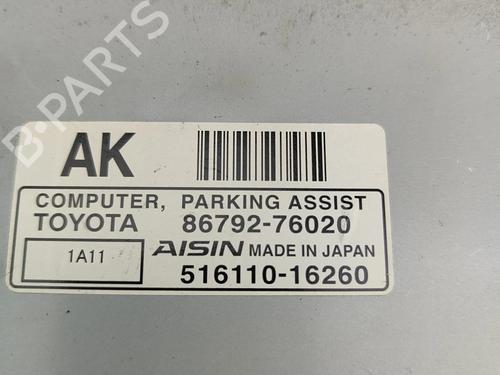 B·PARTS
AK
COMPUTER, PARKING ASSIST
TOYOTA 86792-76020
1A11 AISIN MADE IN JAPAN
516110-16260